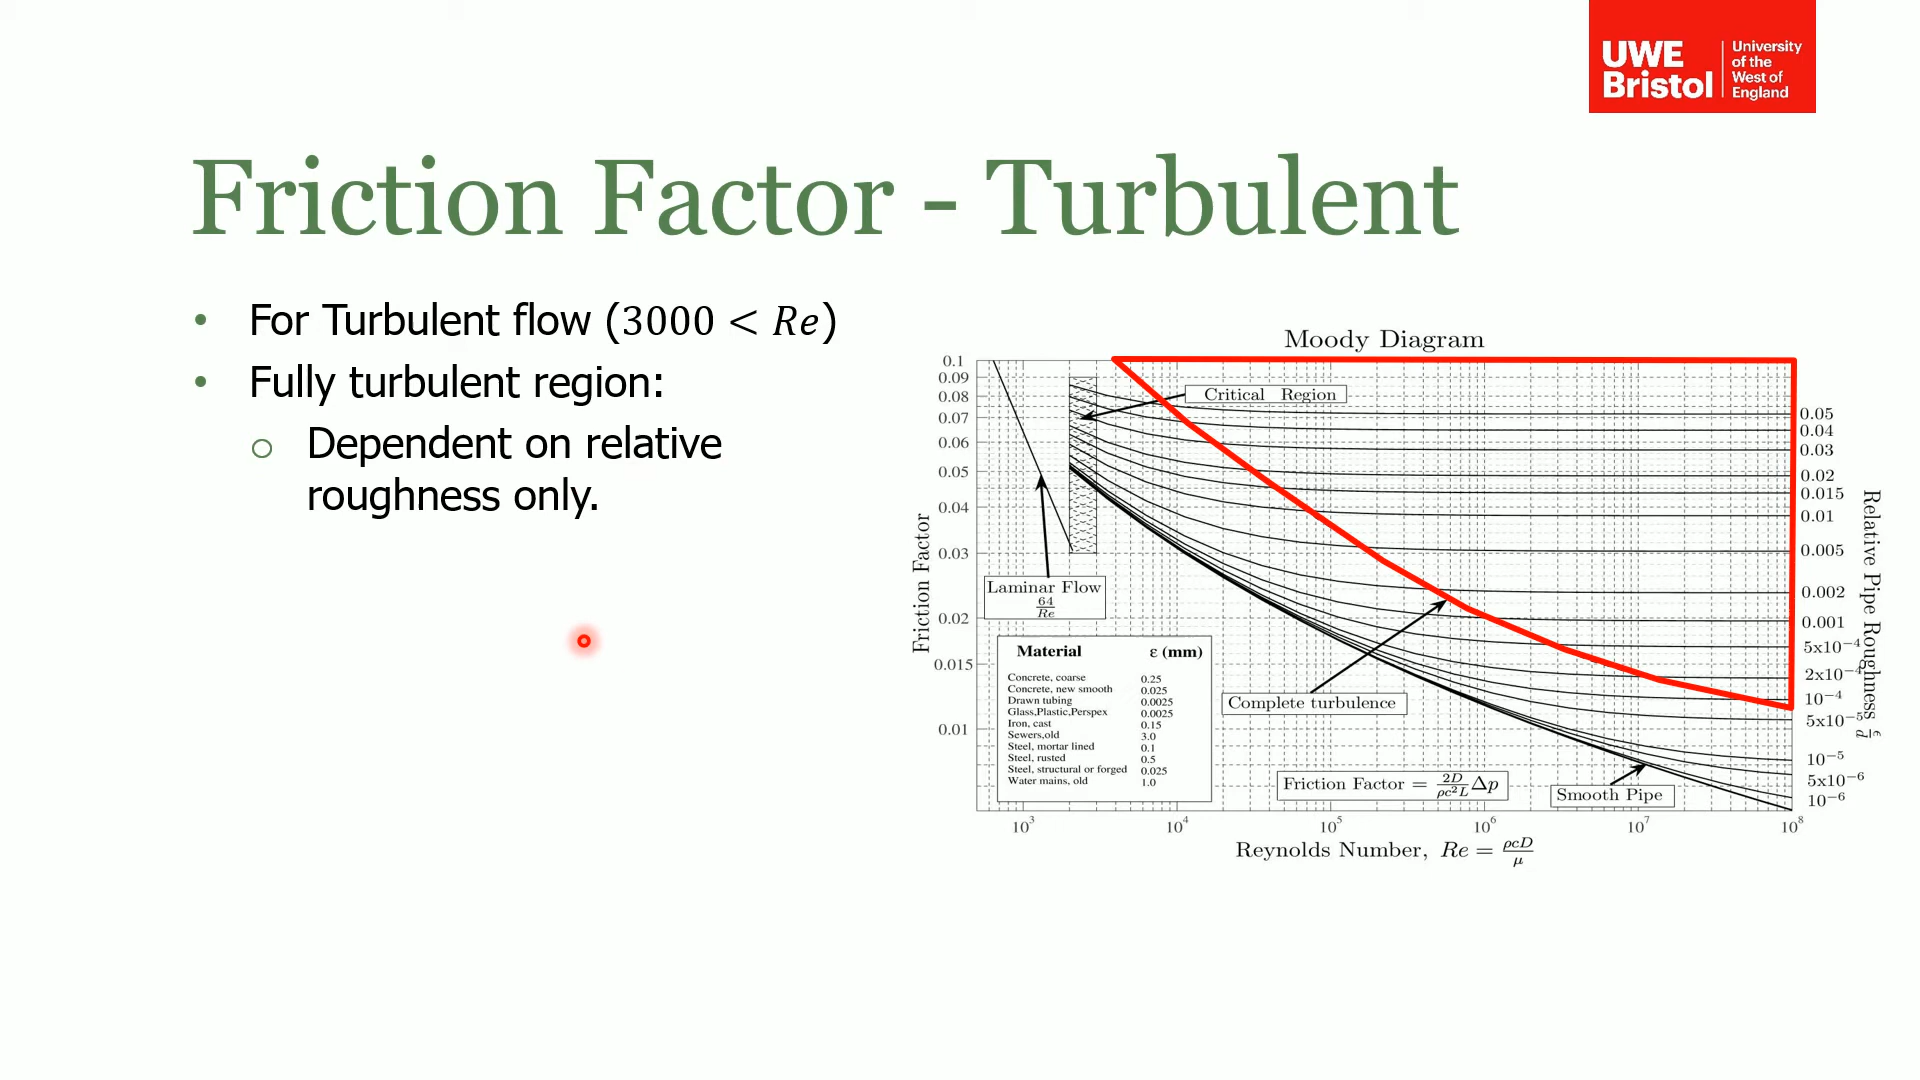 UWE
Bristol
University
of the
West of
England
Friction Factor - Turbulent
• For Turbulent flow (3000 < Re)
• Fully turbulent region:
○ Dependent on relative
roughness only.
Moody Diagram
0.1
0.09
0.08
0.07
0.06
0.05
0.04
0.03
0.02
0.015
0.01
Friction Factor
Critical Region
Laminar Flow
64/Re
Material ε (mm)
Concrete, coarse 0.25
Concrete, new smooth 0.025
Drawn tubing 0.0025
Glass,Plastic,Perspex 0.0025
Iron, cast 0.15
Sewers,old 3.0
Steel, mortar lined 0.1
Steel, rusted 0.5
Steel, structural or forged 0.025
Water mains, old 1.0
Complete turbulence
Friction Factor = 2D/ρc²L Δp
Smooth Pipe
0.05
0.04
0.03
0.02
0.015
0.01
0.005
0.002
0.001
5x10⁻⁴
2x10⁻⁴
10⁻⁴
5x10⁻⁵
10⁻⁵
5x10⁻⁶
10⁻⁶
Relative Pipe Roughness ε/d
10³ 10⁴ 10⁵ 10⁶ 10⁷ 10⁸
Reynolds Number, Re = ρcD/μ